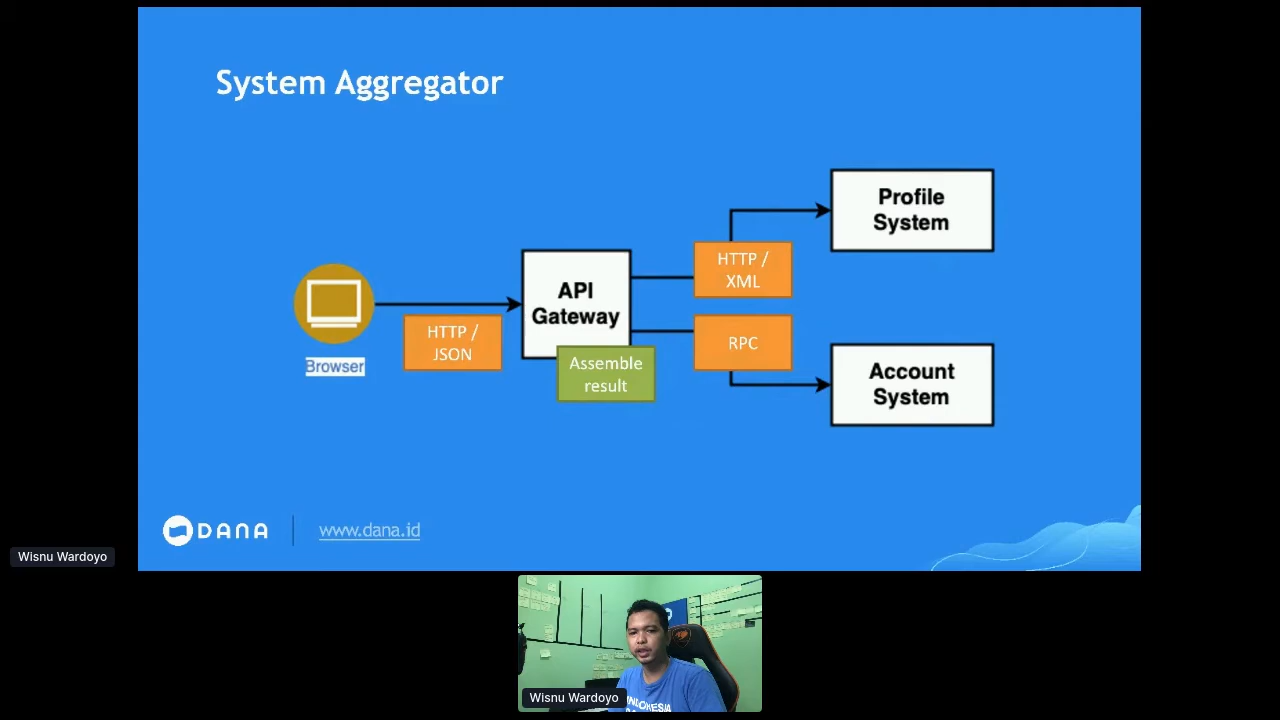 System Aggregator
Profile
System
HTTP /
XML
API
Gateway
HTTP /
JSON
RPC
Browser
Assemble
result
Account
System
DANA
www.dana.id
Wisnu Wardoyo
Wisnu Wardoyo
INDONESIA